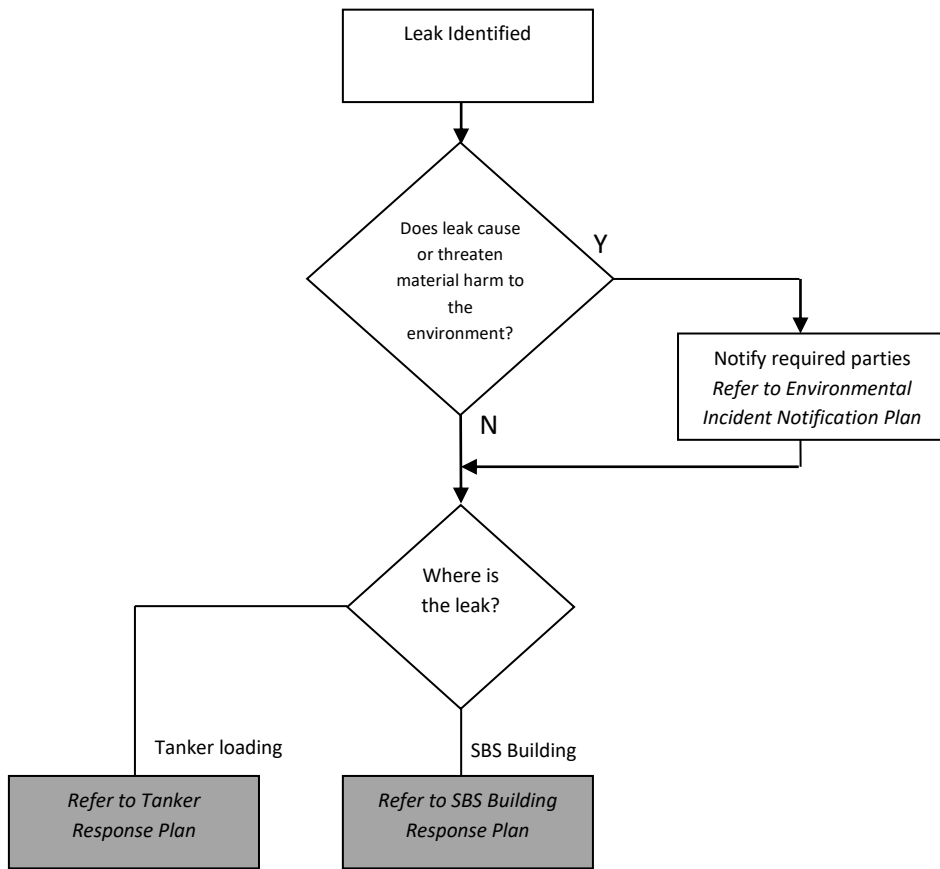 Leak Identified
Does leak cause
or threaten
material harm to
the
environment?
Y
Notify required parties
Refer to Environmental
Incident Notification Plan
N
Where is
the leak?
Tanker loading
SBS Building
Refer to Tanker
Response Plan
Refer to SBS Building
Response Plan